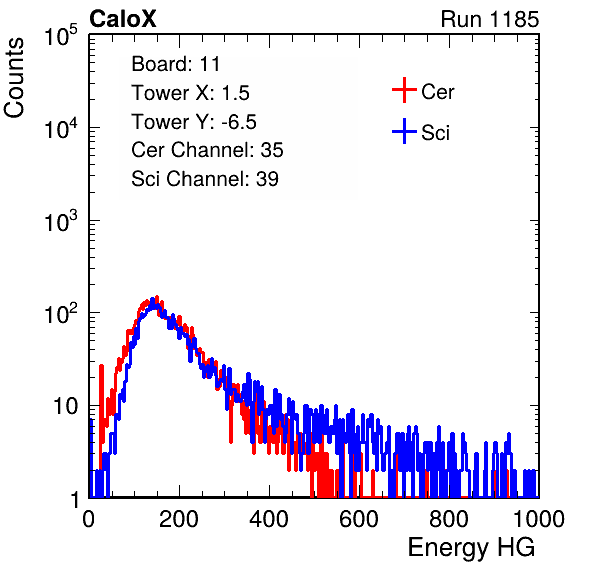 CaloX Run 1185
Counts
10^5
10^4
10^3
10^2
10
1
Board: 11
Tower X: 1.5
Tower Y: -6.5
Cer Channel: 35
Sci Channel: 39
Cer
Sci
0 200 400 600 800 1000
Energy HG